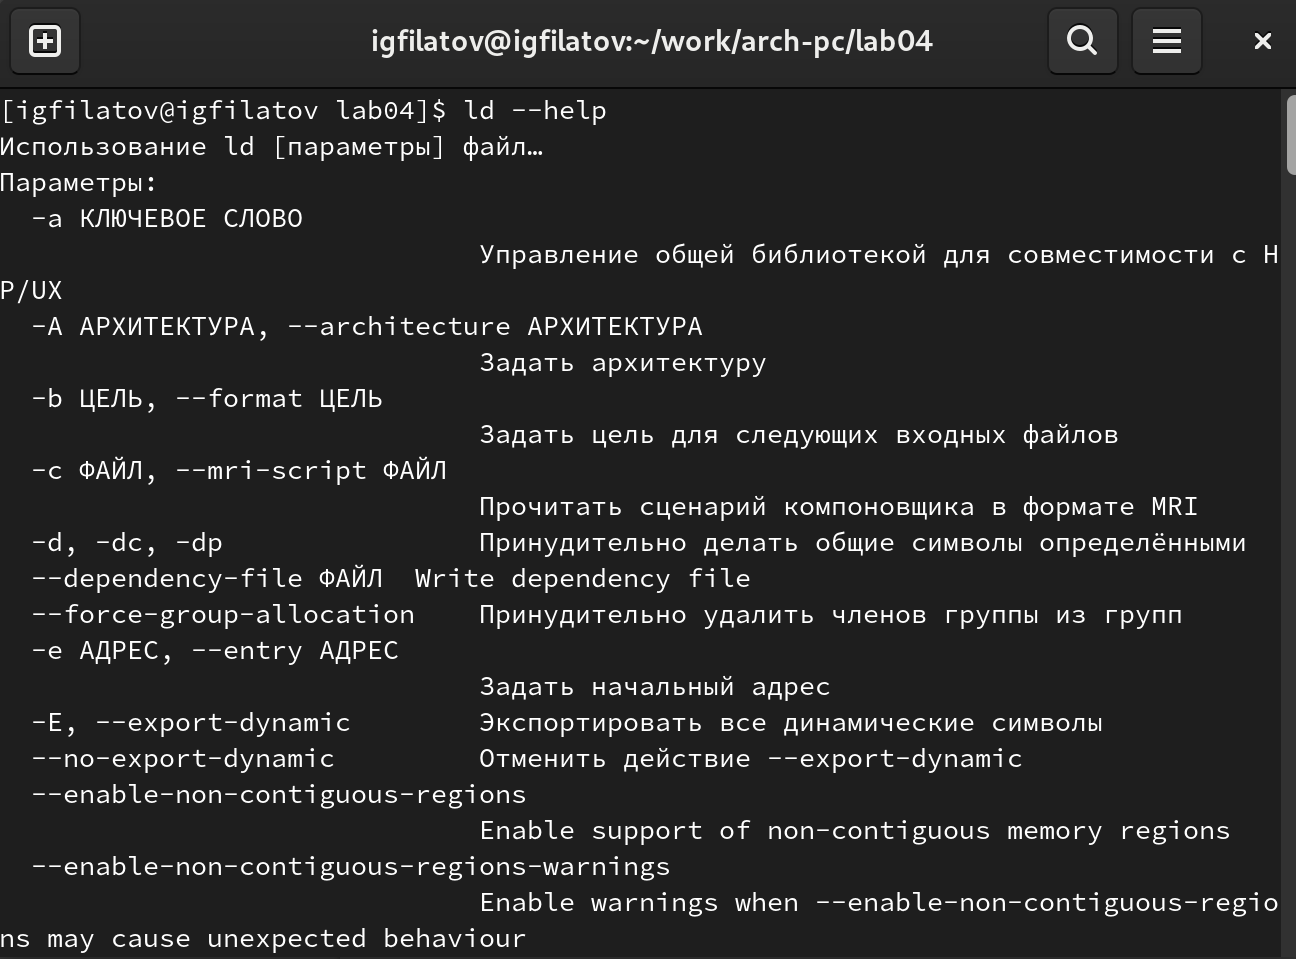 igfilatov@igfilatov:~/work/arch-pc/lab04
[igfilatov@igfilatov lab04]$ ld --help
Использование ld [параметры] файл…
Параметры:
-a КЛЮЧЕВОЕ СЛОВО
Управление общей библиотекой для совместимости с H
P/UX
-A АРХИТЕКТУРА, --architecture АРХИТЕКТУРА
Задать архитектуру
-b ЦЕЛЬ, --format ЦЕЛЬ
Задать цель для следующих входных файлов
-c ФАЙЛ, --mri-script ФАЙЛ
Прочитать сценарий компоновщика в формате MRI
-d, -dc, -dp Принудительно делать общие символы определёнными
--dependency-file ФАЙЛ Write dependency file
--force-group-allocation Принудительно удалить членов группы из групп
-e АДРЕС, --entry АДРЕС
Задать начальный адрес
-E, --export-dynamic Экспортировать все динамические символы
--no-export-dynamic Отменить действие --export-dynamic
--enable-non-contiguous-regions
Enable support of non-contiguous memory regions
--enable-non-contiguous-regions-warnings
Enable warnings when --enable-non-contiguous-regio
ns may cause unexpected behaviour